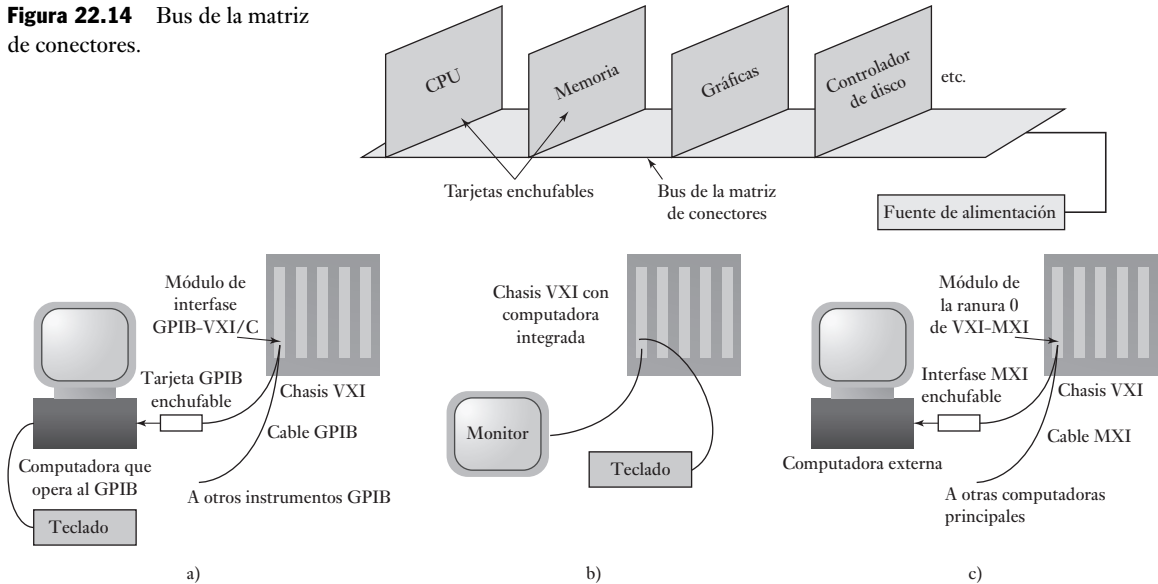 Figura 22.14 Bus de la matriz
de conectores.
CPU
Memoria
Gráficas
Controlador
de disco
etc.
Tarjetas enchufables
Bus de la matriz
de conectores
Fuente de alimentación
Módulo de
interfase
GPIB-VXI/C
Tarjeta GPIB
enchufable
Chasis VXI
Cable GPIB
Computadora que
opera al GPIB
A otros instrumentos GPIB
Teclado
a)
Chasis VXI con
computadora
integrada
Monitor
Teclado
b)
Módulo de
la ranura 0
de VXI-MXI
Interfase MXI
enchufable
Chasis VXI
Cable MXI
Computadora externa
A otras computadoras
principales
c)